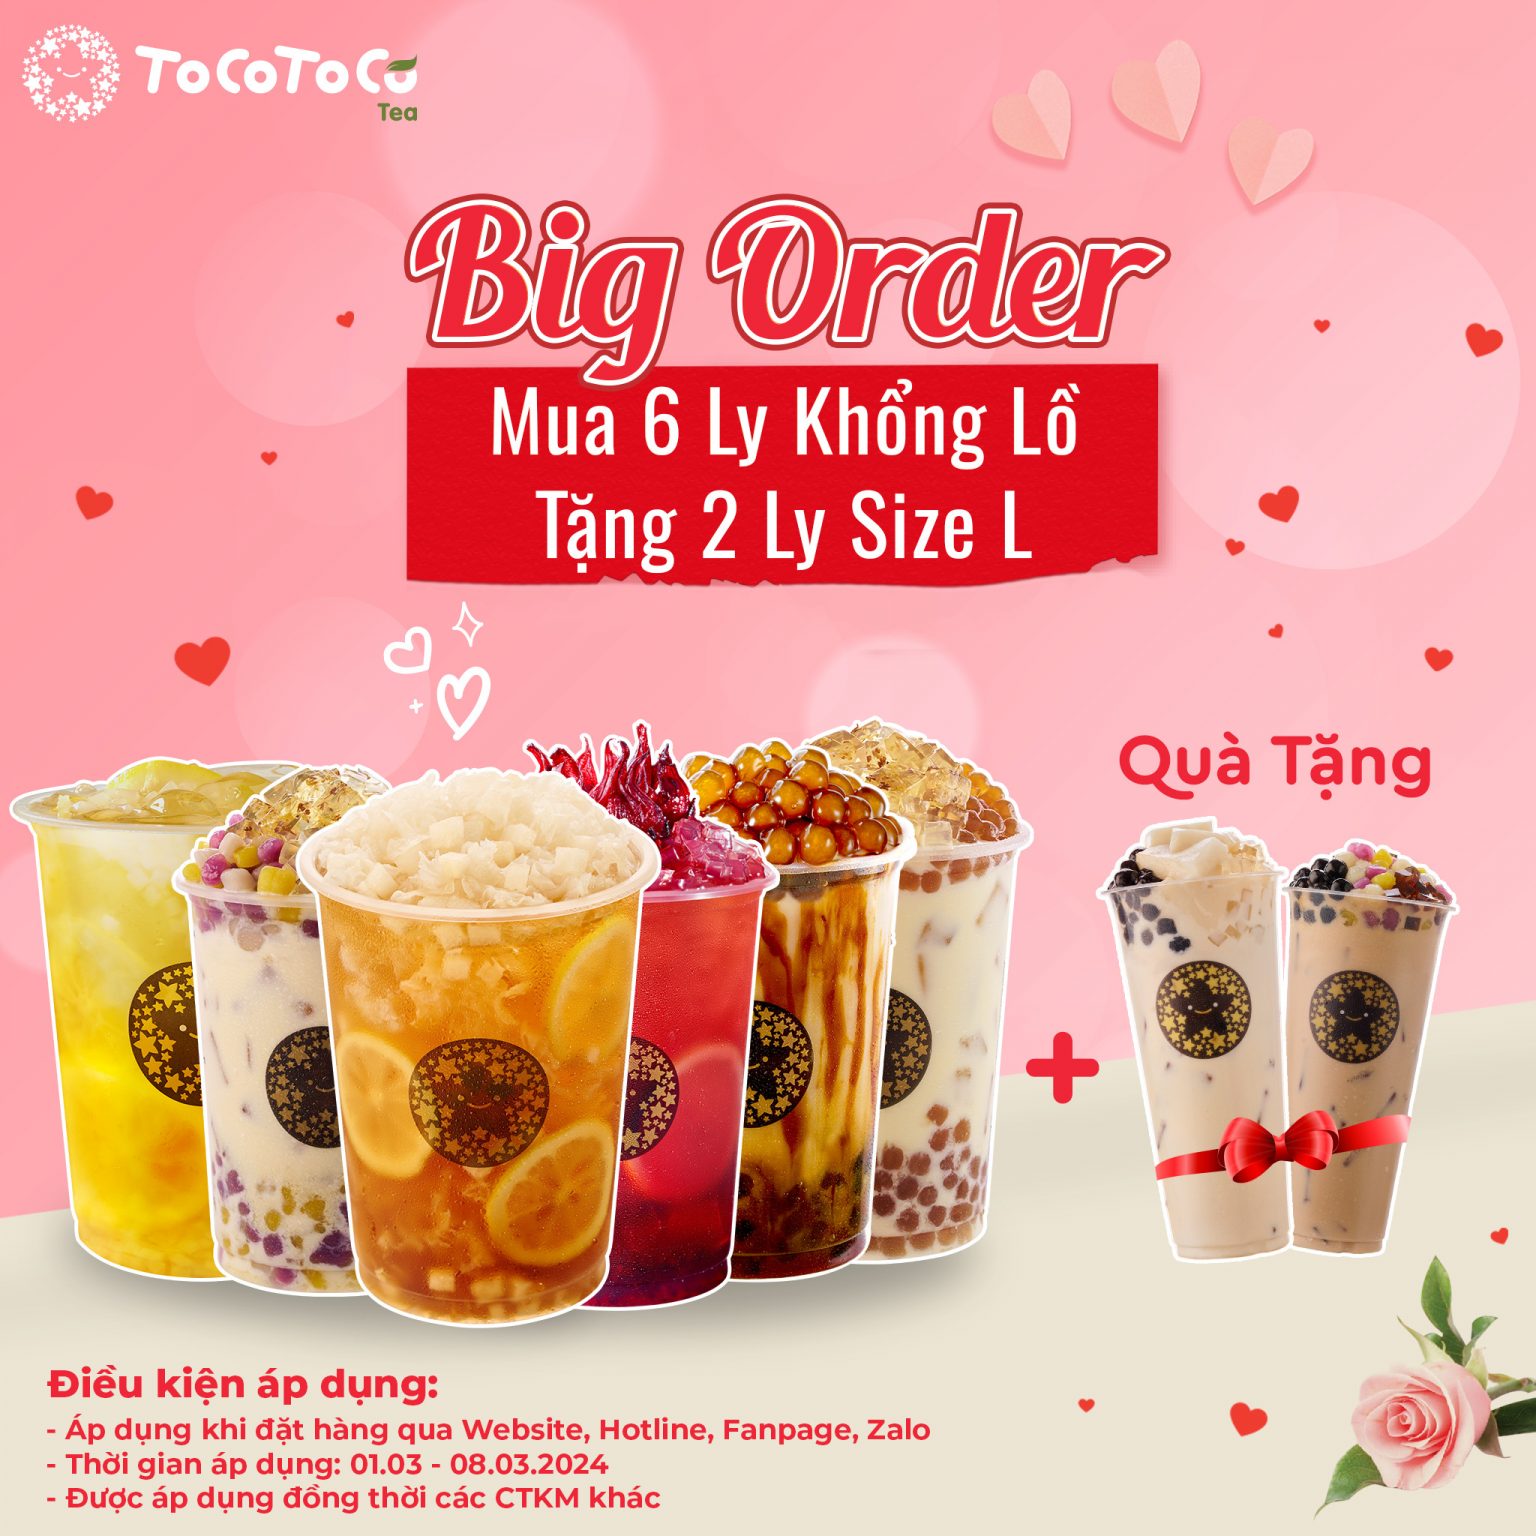 ToCoToCo
Tea
Big Order
Mua 6 Ly Khổng Lồ
Tặng 2 Ly Size L
Quà Tặng
+
Điều kiện áp dụng:
- Áp dụng khi đặt hàng qua Website, Hotline, Fanpage, Zalo
- Thời gian áp dụng: 01.03 - 08.03.2024
- Được áp dụng đồng thời các CTKM khác